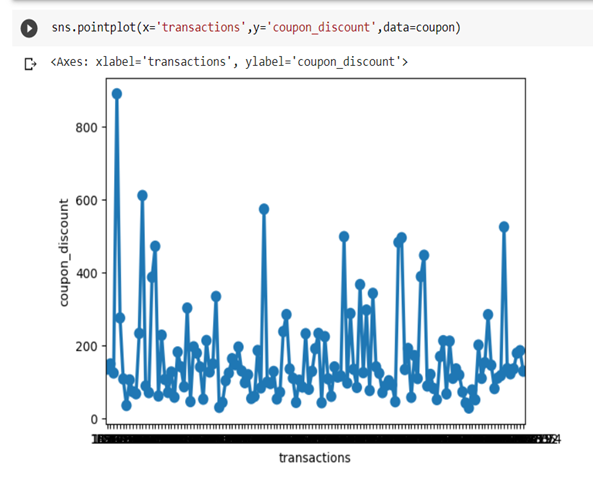 sns.pointplot(x='transactions',y='coupon_discount',data=coupon)
<Axes: xlabel='transactions', ylabel='coupon_discount'>
800
600
400
200
0
coupon_discount
transactions